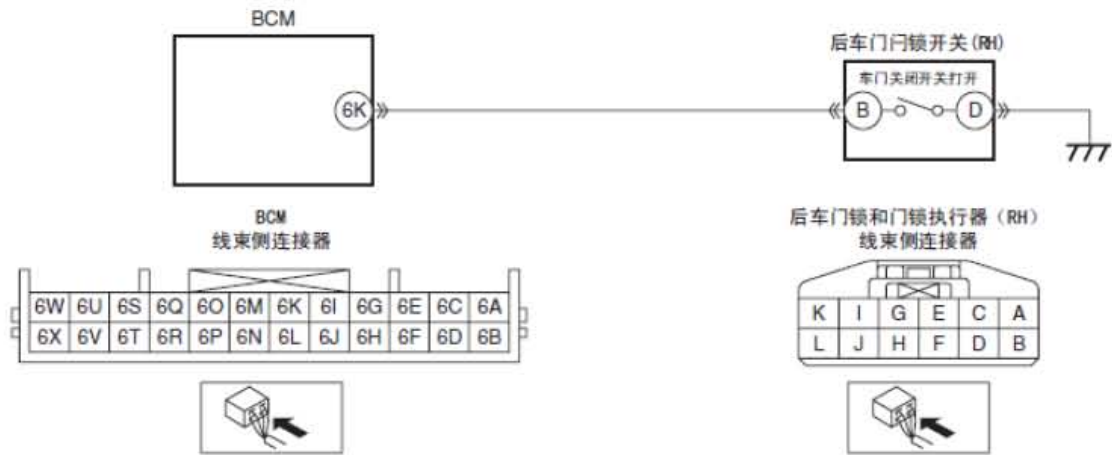 BCM
后车门闩锁开关(RH)
车门关闭开关打开
6K
B
D
BCM
线束侧连接器
后车门锁和门锁执行器（RH）
线束侧连接器
6W 6U 6S 6Q 6O 6M 6K 6I 6G 6E 6C 6A
6X 6V 6T 6R 6P 6N 6L 6J 6H 6F 6D 6B
K I G E C A
L J H F D B